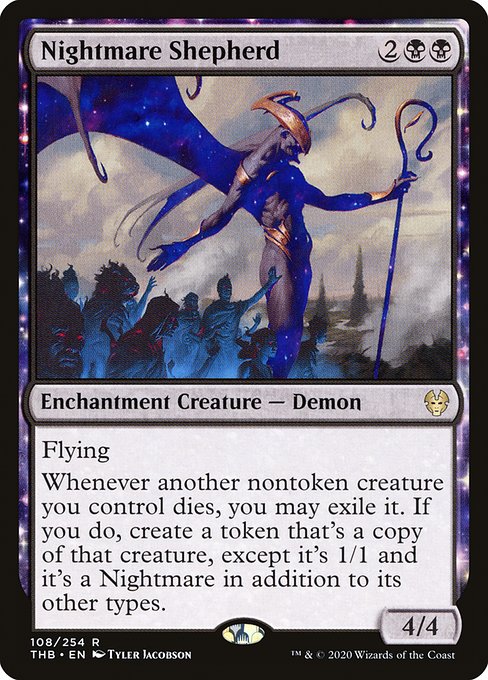 Nightmare Shepherd 2
Enchantment Creature — Demon
Flying
Whenever another nontoken creature
you control dies, you may exile it. If
you do, create a token that's a copy
of that creature, except it's 1/1 and
it's a Nightmare in addition to its
other types.
4/4
108/254 R
THB • EN Tyler Jacobson
™ & © 2020 Wizards of the Coast